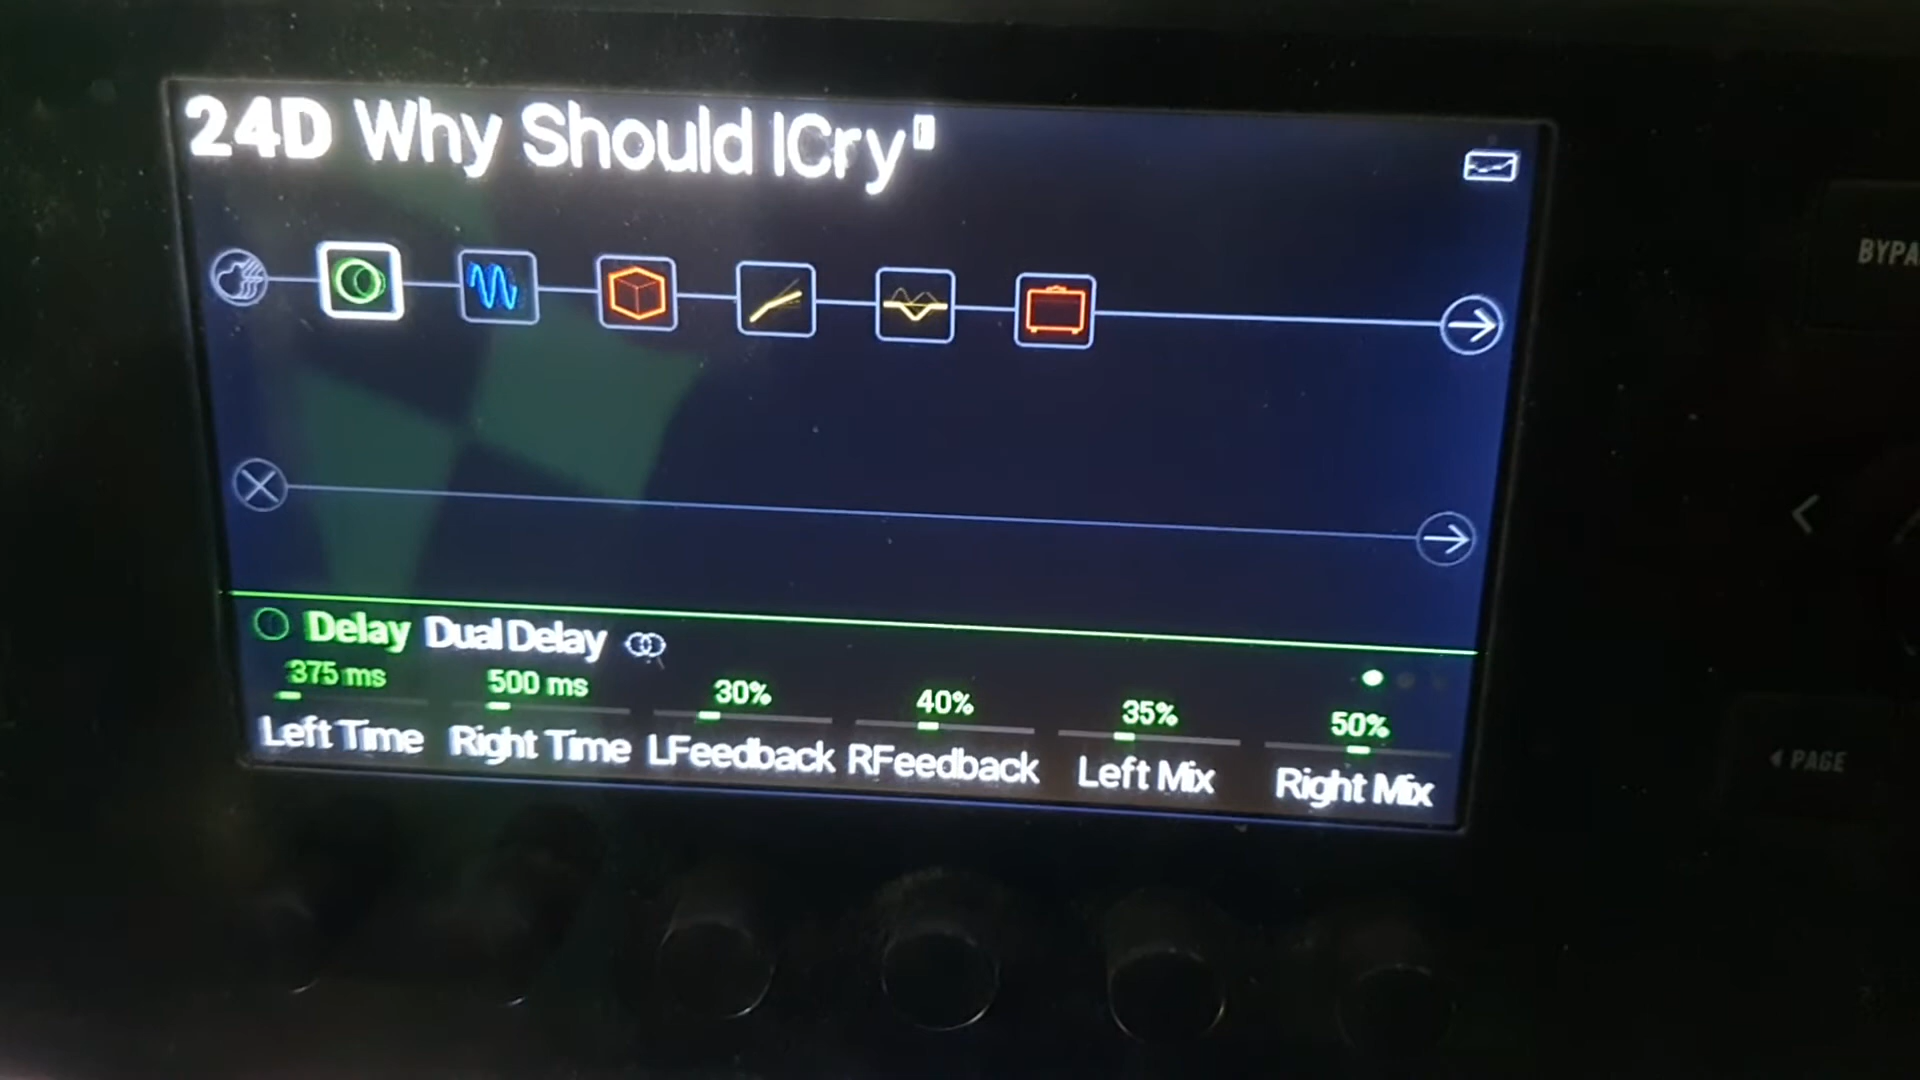 24D Why Should ICry
BYPA
Delay Dual Delay
375 ms 500 ms 30% 40% 35% 50%
Left Time Right Time LFeedback RFeedback Left Mix Right Mix
PAGE